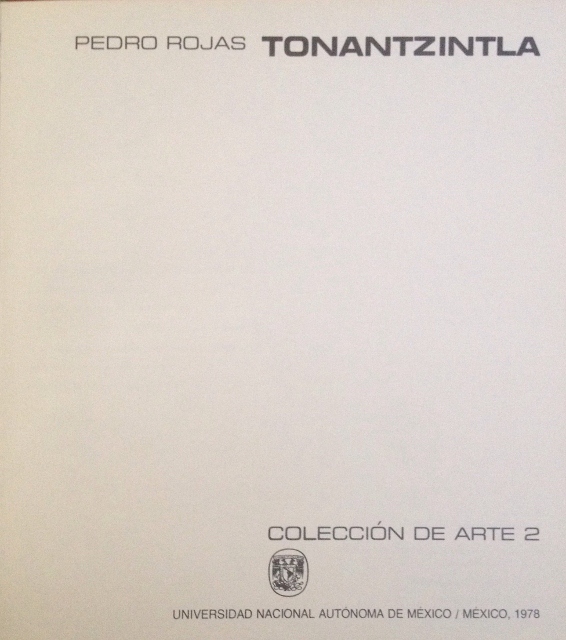 PEDRO ROJAS TONANTZINTLA
COLECCIÓN DE ARTE 2
UNIVERSIDAD NACIONAL AUTÓNOMA DE MÉXICO / MÉXICO, 1978